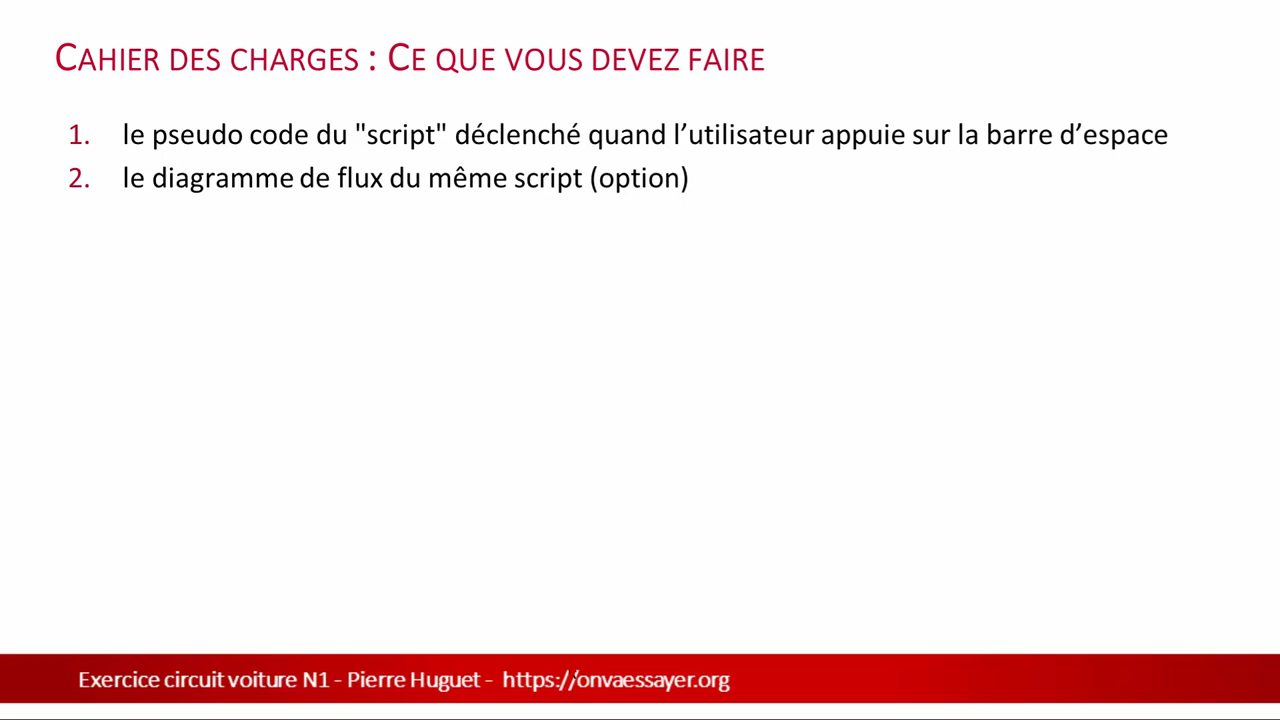 CAHIER DES CHARGES : CE QUE VOUS DEVEZ FAIRE
1. le pseudo code du "script" déclenché quand l’utilisateur appuie sur la barre d’espace
2. le diagramme de flux du même script (option)
Exercice circuit voiture N1 - Pierre Huguet - https://onvaessayer.org